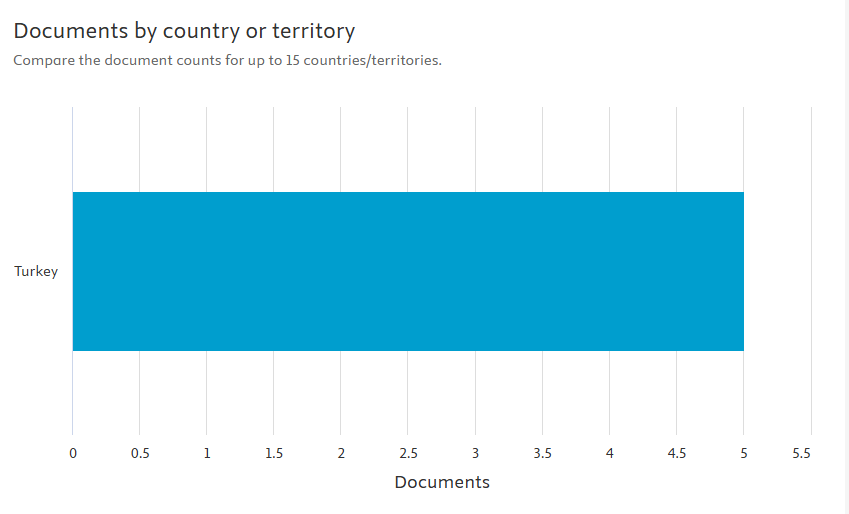 Documents by country or territory
Compare the document counts for up to 15 countries/territories.
Turkey
0 0.5 1 1.5 2 2.5 3 3.5 4 4.5 5 5.5
Documents